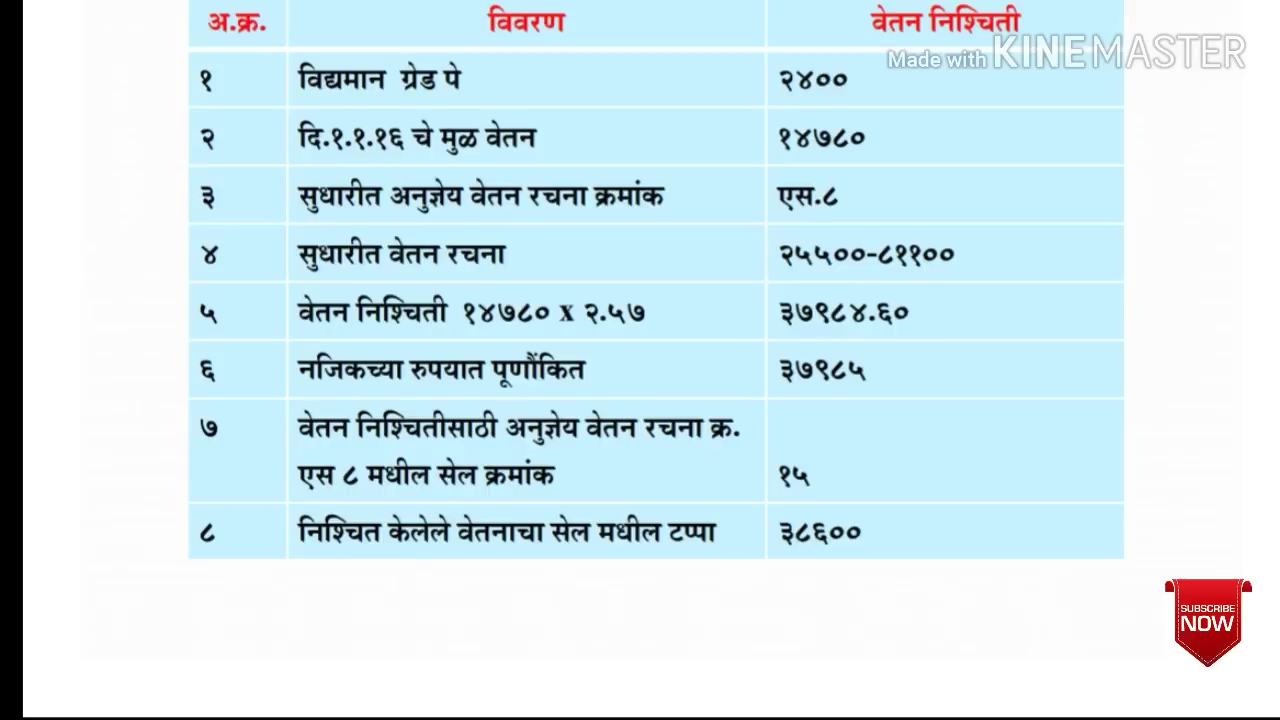 अ.क्र. विवरण वेतन निश्चिती
Made with KINEMASTER
१ विद्यमान ग्रेड पे २४००
२ दि.१.१.१६ चे मुळ वेतन १४७८०
३ सुधारीत अनुज्ञेय वेतन रचना क्रमांक एस.८
४ सुधारीत वेतन रचना २५५००-८११००
५ वेतन निश्चिती १४७८० x २.५७ ३७९८४.६०
६ नजिकच्या रुपयात पूर्णांकित ३७९८५
७ वेतन निश्चितीसाठी अनुज्ञेय वेतन रचना क्र.
एस ८ मधील सेल क्रमांक १५
८ निश्चित केलेले वेतनाचा सेल मधील टप्पा ३८६००
SUBSCRIBE
NOW